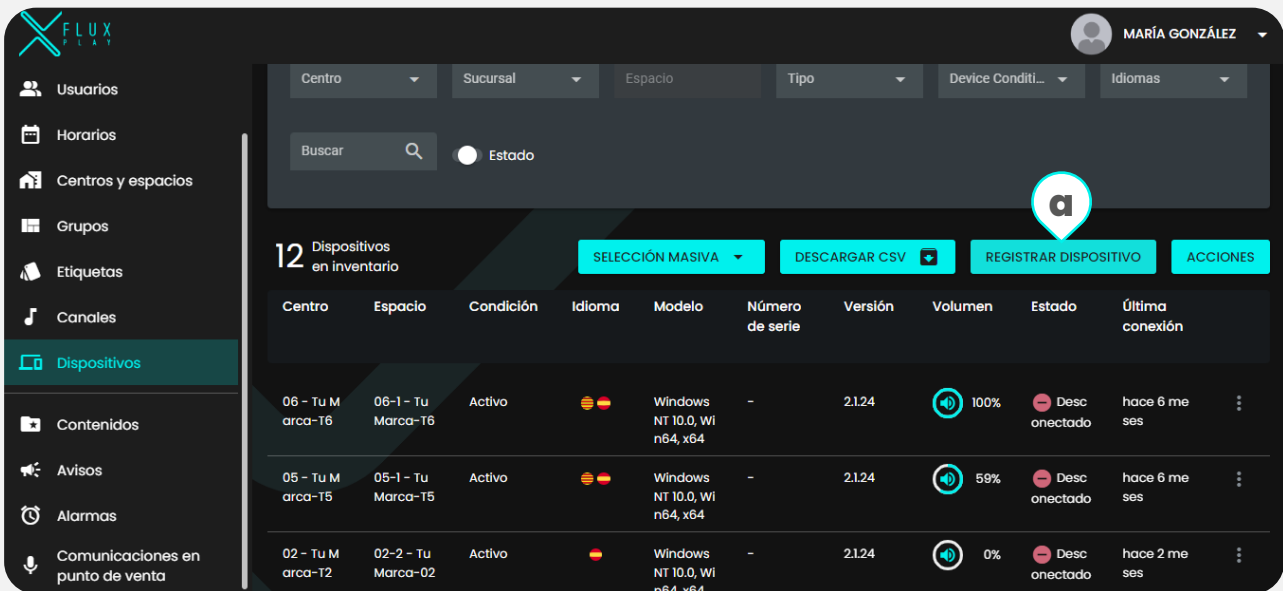 FLUX
PLAY
MARÍA GONZÁLEZ
Usuarios
Horarios
Centros y espacios
Grupos
Etiquetas
Canales
Dispositivos
Contenidos
Avisos
Alarmas
Comunicaciones en
punto de venta
Centro
Sucursal
Espacio
Tipo
Device Conditi...
Idiomas
Buscar
Estado
a
12 Dispositivos
en inventario
SELECCIÓN MASIVA
DESCARGAR CSV
REGISTRAR DISPOSITIVO
ACCIONES
Centro
Espacio
Condición
Idioma
Modelo
Número
de serie
Versión
Volumen
Estado
Última
conexión
06 - Tu M
arca-T6
06-1 - Tu
Marca-T6
Activo
Windows
NT 10.0, Wi
n64, x64
-
2.1.24
100%
Desc
onectado
hace 6 me
ses
05 - Tu M
arca-T5
05-1 - Tu
Marca-T5
Activo
Windows
NT 10.0, Wi
n64, x64
-
2.1.24
59%
Desc
onectado
hace 6 me
ses
02 - Tu M
arca-T2
02-2 - Tu
Marca-02
Activo
Windows
NT 10.0, Wi
n64, x64
-
2.1.24
0%
Desc
onectado
hace 2 me
ses